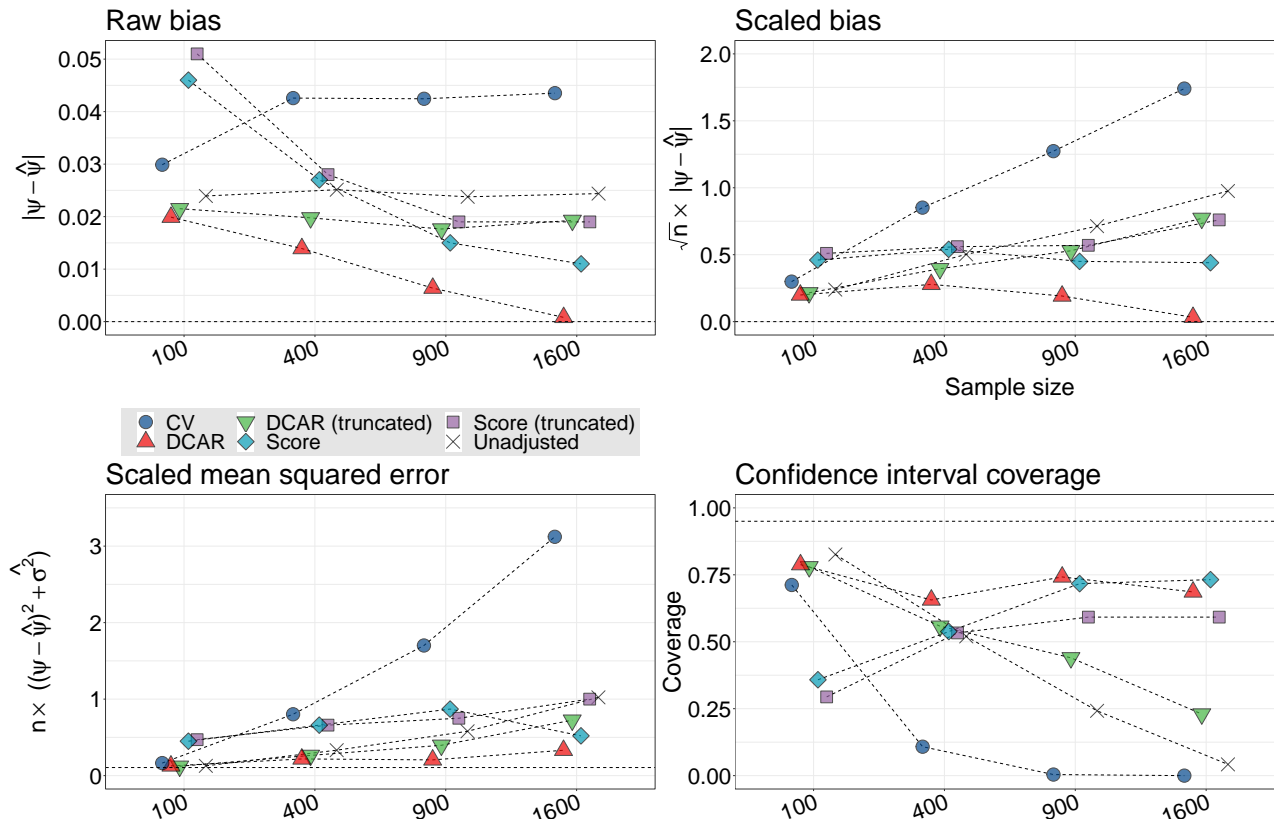 Raw bias
|ψ − ψ̂|
0.05
0.04
0.03
0.02
0.01
0.00
100
400
900
1600
Scaled bias
√n × |ψ − ψ̂|
2.0
1.5
1.0
0.5
0.0
100
400
900
1600
Sample size
CV
DCAR (truncated)
Score (truncated)
DCAR
Score
Unadjusted
Scaled mean squared error
n × ((ψ − ψ̂)² + σ̂²)
3
2
1
0
100
400
900
1600
Confidence interval coverage
Coverage
1.00
0.75
0.50
0.25
0.00
100
400
900
1600